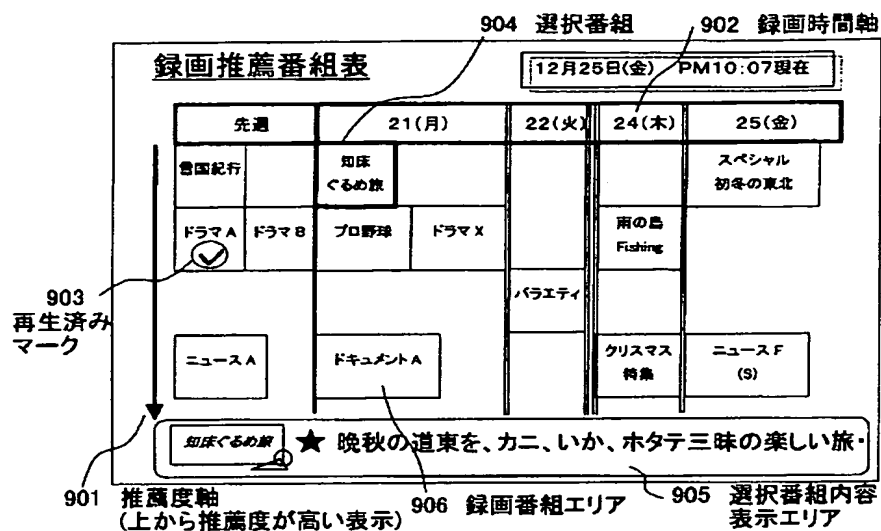 904 選択番組
902 録画時間軸
録画推薦番組表
12月25日(金) PM10:07現在
先週 21(月) 22(火) 24(木) 25(金)
雪国紀行
知床
ぐるめ旅
スペシャル
初冬の東北
ドラマA
ドラマB
プロ野球
ドラマX
南の島
Fishing
903
再生済み
マーク
バラエティ
ニュースA
ドキュメントA
クリスマス
特集
ニュースF
(S)
知床ぐるめ旅 ★ 晩秋の道東を、カニ、いか、ホタテ三昧の楽しい旅・
901 推薦度軸
(上から推薦度が高い表示)
906 録画番組エリア
905 選択番組内容
表示エリア